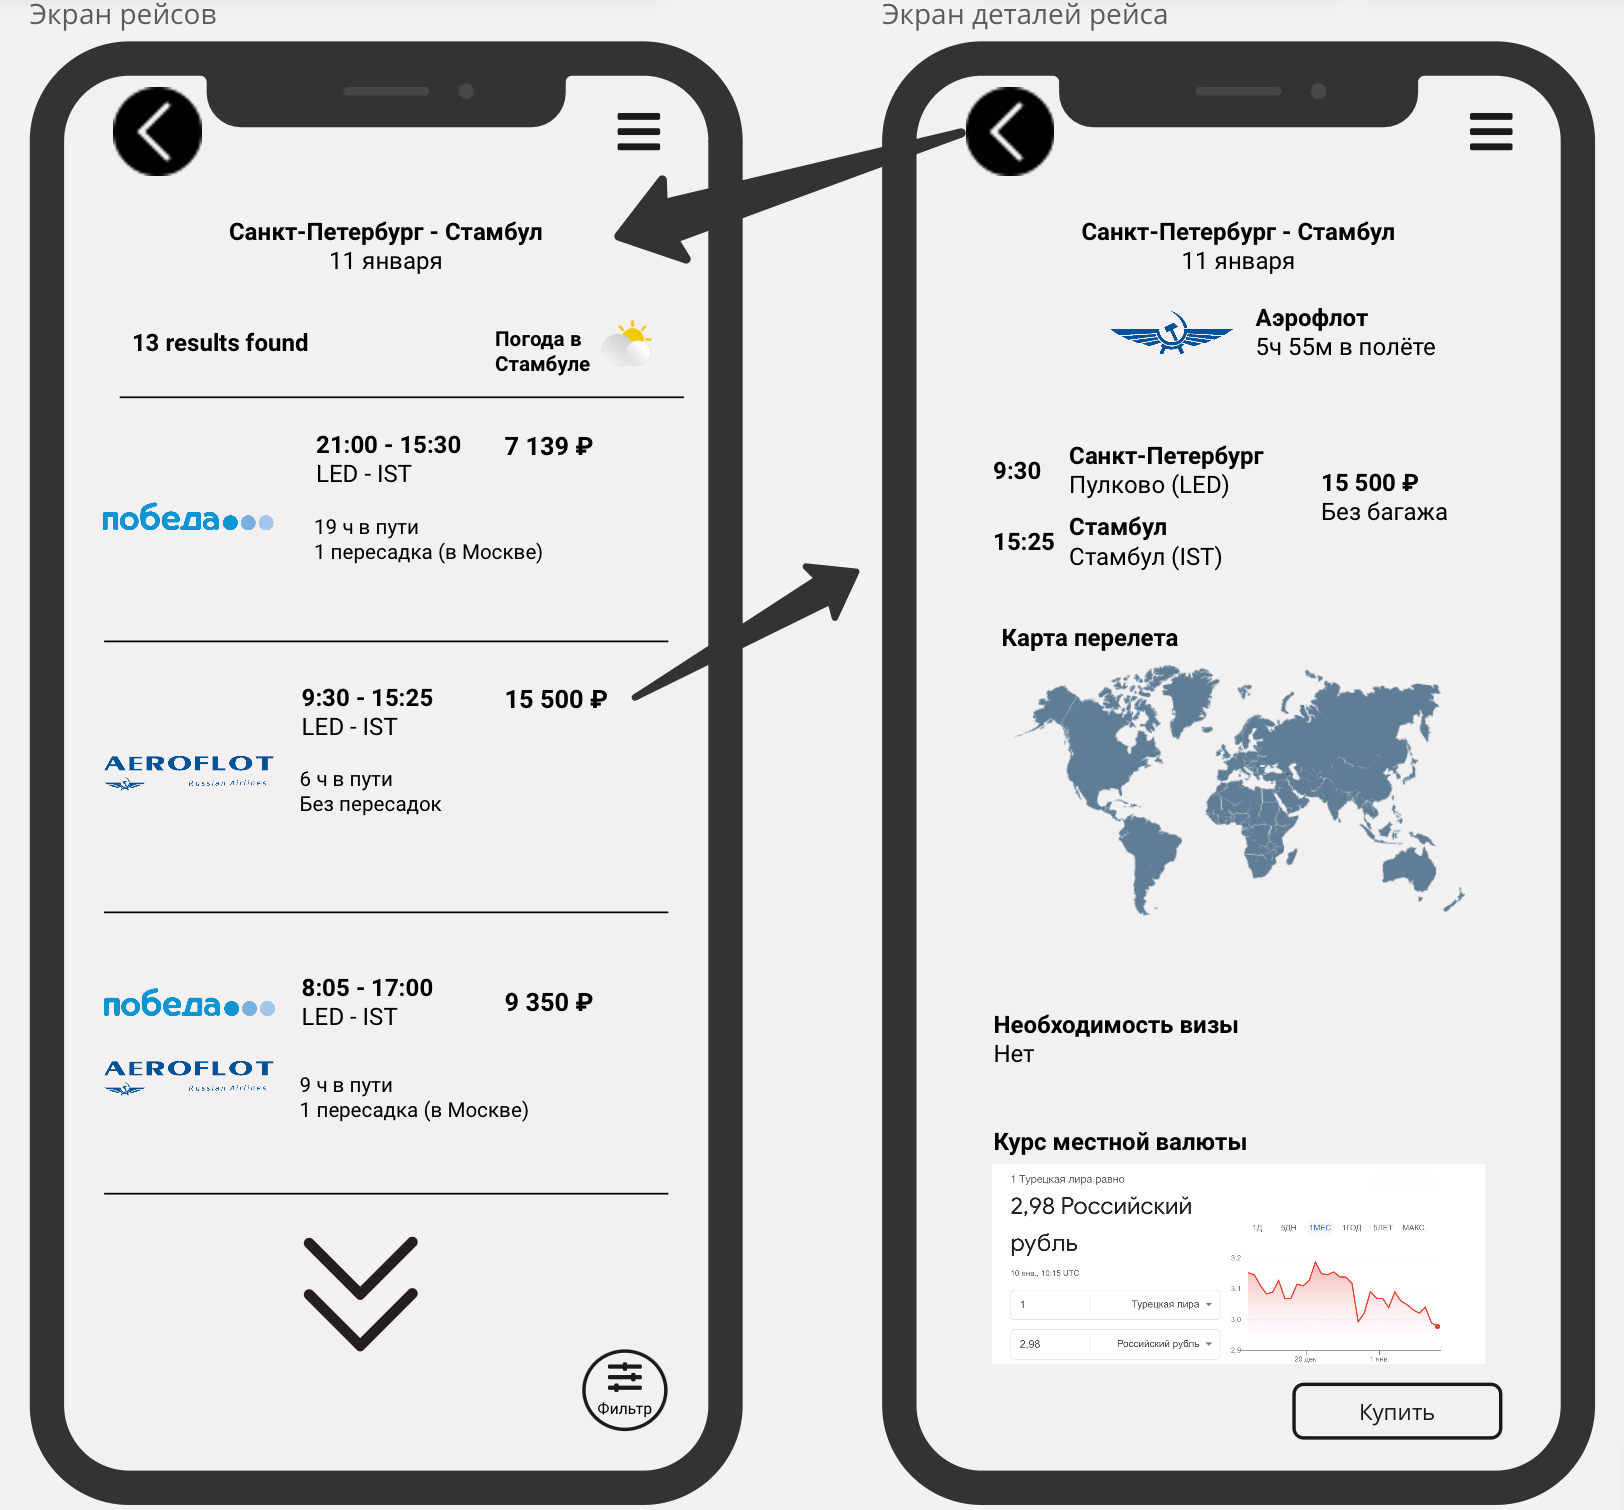 Экран рейсов
Санкт-Петербург - Стамбул
11 января
13 results found
Погода в
Стамбуле
21:00 - 15:30
7 139 ₽
LED - IST
победа
19 ч в пути
1 пересадка (в Москве)
9:30 - 15:25
15 500 ₽
LED - IST
AEROFLOT
Russian Airlines
6 ч в пути
Без пересадок
победа
8:05 - 17:00
9 350 ₽
LED - IST
AEROFLOT
Russian Airlines
9 ч в пути
1 пересадка (в Москве)
Фильтр
Экран деталей рейса
Санкт-Петербург - Стамбул
11 января
Аэрофлот
5ч 55м в полёте
9:30
Санкт-Петербург
Пулково (LED)
15:25
Стамбул
Стамбул (IST)
15 500 ₽
Без багажа
Карта перелета
Необходимость визы
Нет
Курс местной валюты
1 Турецкая лира равно
2,98 Российский
рубль
10 янв., 10:15 UTC
1 Турецкая лира
2,98 Российский рубль
1Д 5ДН 1МЕС 1ГОД 5ЛЕТ МАКС.
3,2
3,1
3,0
2,9
20 дек. 1 янв.
Купить